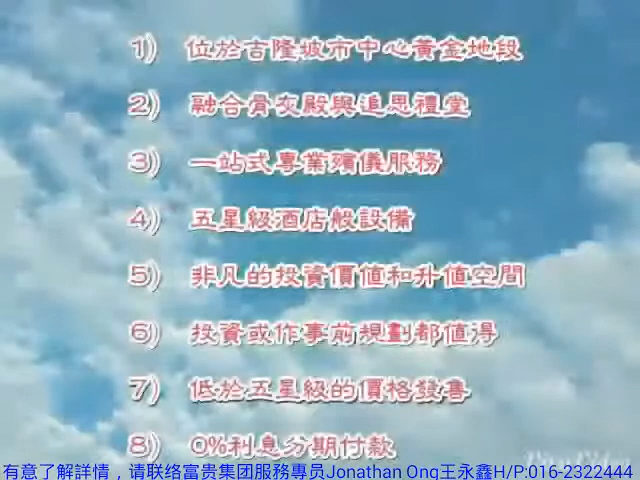 1) 位於吉隆坡市中心黃金地段
2) 融合骨灰殿與追思禮堂
3) 一站式專業殯儀服務
4) 五星級酒店般設備
5) 非凡的投資價值和升值空間
6) 投資或作事前規劃都值得
7) 低於五星級的價格發售
8) 0%利息分期付款
有意了解詳情，请联络富贵集团服務專员Jonathan Ong王永鑫H/P:016-2322444